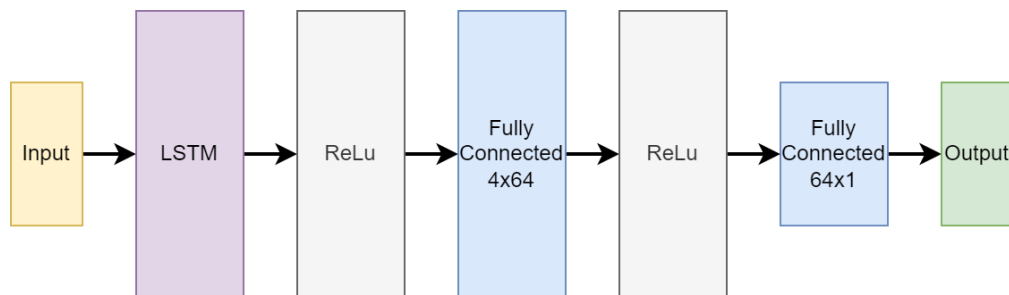 Input
LSTM
ReLu
Fully
Connected
4x64
ReLu
Fully
Connected
64x1
Output